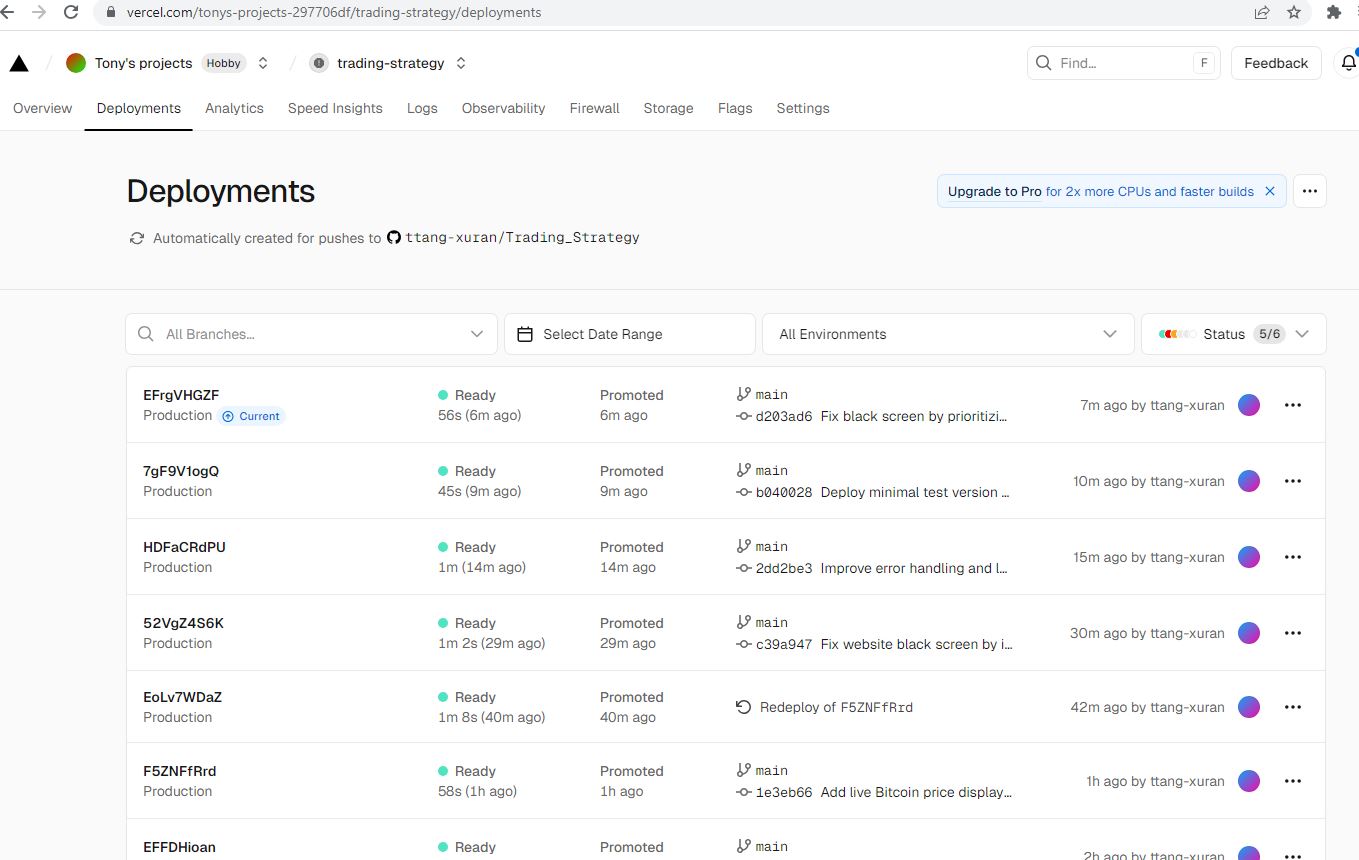 vercel.com/tonys-projects-297706df/trading-strategy/deployments
Tony's projects Hobby trading-strategy Find... F Feedback
Overview Deployments Analytics Speed Insights Logs Observability Firewall Storage Flags Settings
Deployments
Upgrade to Pro for 2x more CPUs and faster builds
Automatically created for pushes to ttang-xuran/Trading_Strategy
All Branches... Select Date Range All Environments Status 5/6
EFrgVHGZF Ready Promoted main
Production Current 56s (6m ago) 6m ago d203ad6 Fix black screen by prioritizi... 7m ago by ttang-xuran
7gF9V1ogQ Ready Promoted main
Production 45s (9m ago) 9m ago b040028 Deploy minimal test version ... 10m ago by ttang-xuran
HDFaCRdPU Ready Promoted main
Production 1m (14m ago) 14m ago 2dd2be3 Improve error handling and l... 15m ago by ttang-xuran
52VgZ4S6K Ready Promoted main
Production 1m 2s (29m ago) 29m ago c39a947 Fix website black screen by i... 30m ago by ttang-xuran
EoLv7WDaZ Ready Promoted
Production 1m 8s (40m ago) 40m ago Redeploy of F5ZNFfRrd 42m ago by ttang-xuran
F5ZNFfRrd Ready Promoted main
Production 58s (1h ago) 1h ago 1e3eb66 Add live Bitcoin price display... 1h ago by ttang-xuran
EFFDHioan Ready Promoted main
2h ago by ttang-xuran